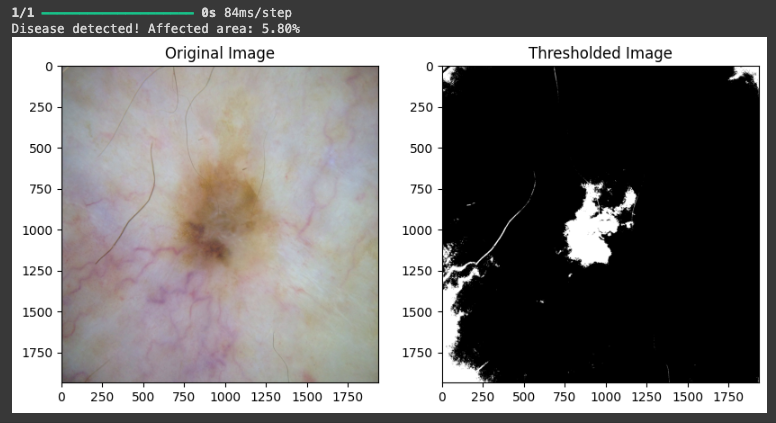 1/1 0s 84ms/step
Disease detected! Affected area: 5.80%
Original Image
Thresholded Image
0
250
500
750
1000
1250
1500
1750
0 250 500 750 1000 1250 1500 1750
0
250
500
750
1000
1250
1500
1750
0 250 500 750 1000 1250 1500 1750